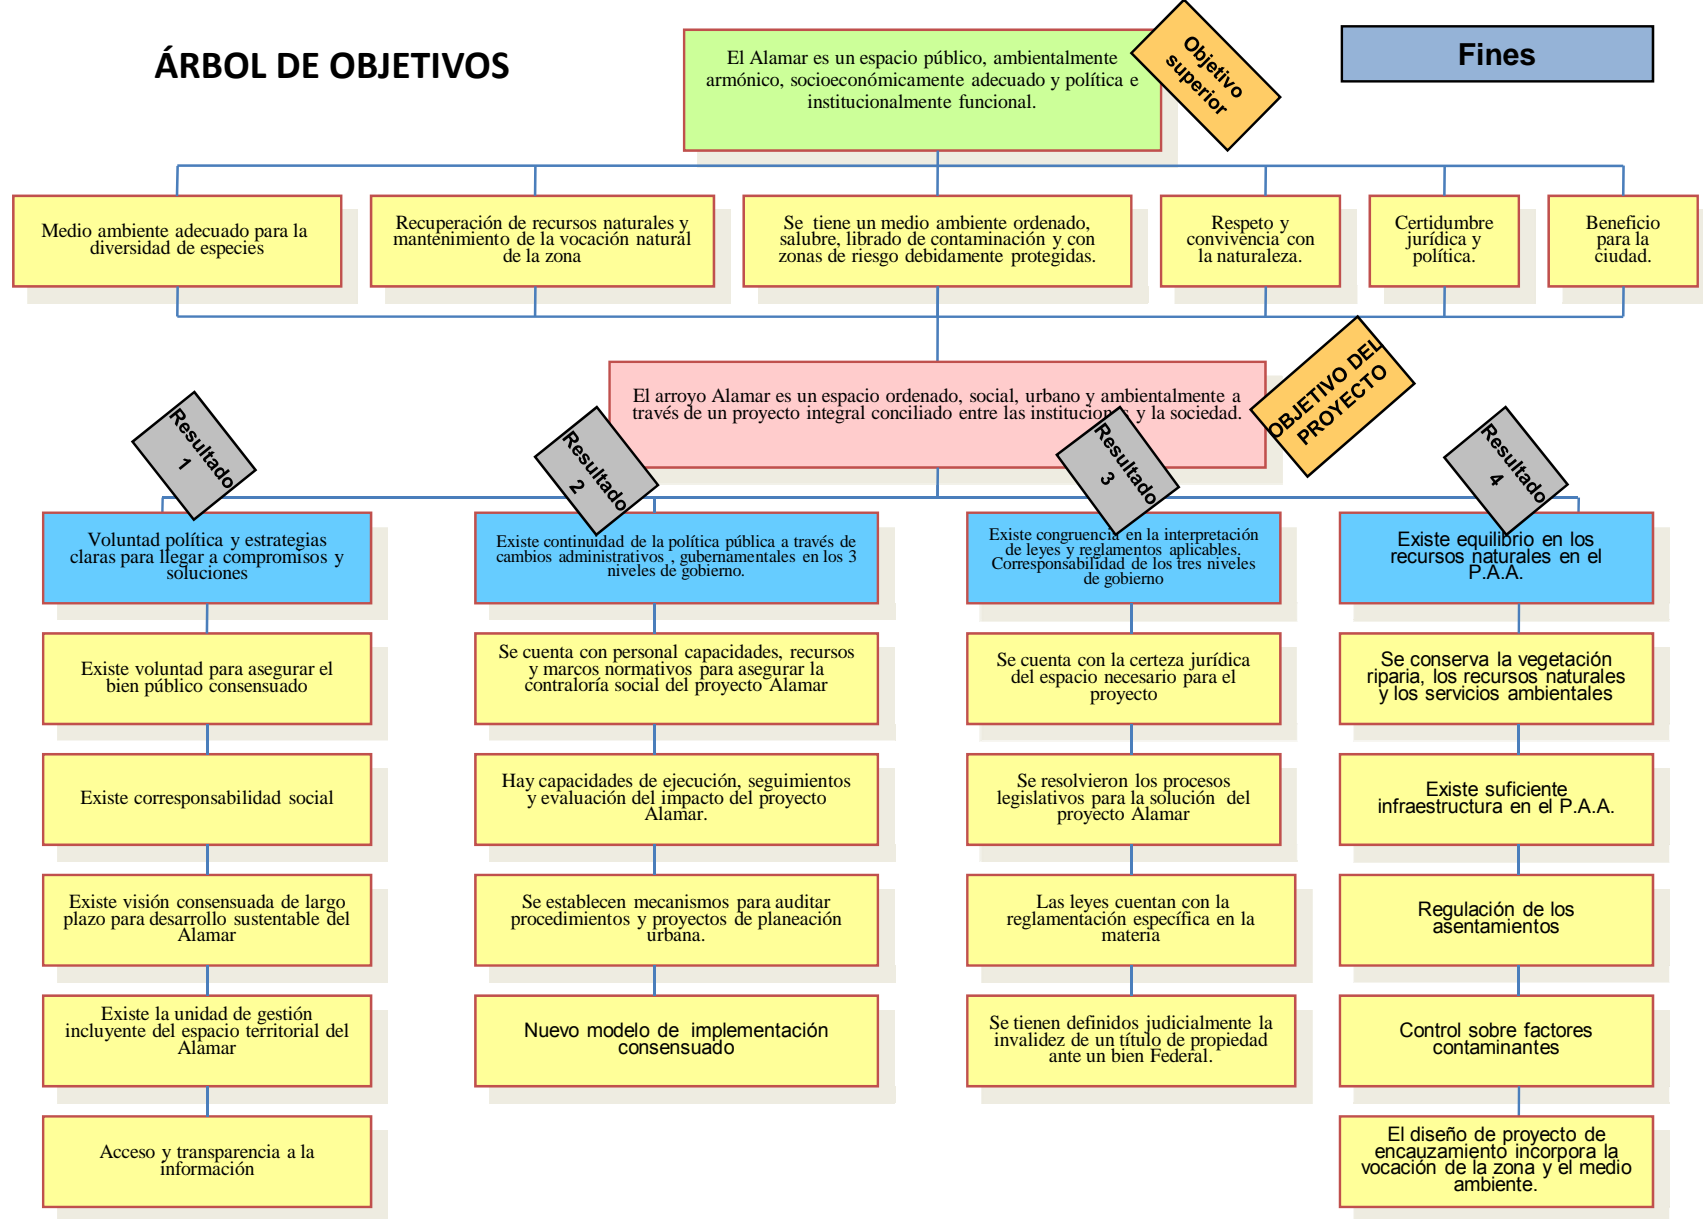 ÁRBOL DE OBJETIVOS
El Alamar es un espacio público, ambientalmente
armónico, socioeconómicamente adecuado y política e
institucionalmente funcional.
Objetivo
superior
Fines
Medio ambiente adecuado para la
diversidad de especies
Recuperación de recursos naturales y
mantenimiento de la vocación natural
de la zona
Se tiene un medio ambiente ordenado,
salubre, librado de contaminación y con
zonas de riesgo debidamente protegidas.
Respeto y
convivencia con
la naturaleza.
Certidumbre
jurídica y
política.
Beneficio
para la
ciudad.
El arroyo Alamar es un espacio ordenado, social, urbano y ambientalmente a
través de un proyecto integral conciliado entre las instituciones y la sociedad.
OBJETIVO DEL
PROYECTO
Resultado
1
Resultado
2
Resultado
3
Resultado
4
Voluntad política y estrategias
claras para llegar a compromisos y
soluciones
Existe voluntad para asegurar el
bien público consensuado
Existe corresponsabilidad social
Existe visión consensuada de largo
plazo para desarrollo sustentable del
Alamar
Existe la unidad de gestión
incluyente del espacio territorial del
Alamar
Acceso y transparencia a la
información
Existe continuidad de la política pública a través de
cambios administrativos , gubernamentales en los 3
niveles de gobierno.
Se cuenta con personal capacidades, recursos
y marcos normativos para asegurar la
contraloría social del proyecto Alamar
Hay capacidades de ejecución, seguimientos
y evaluación del impacto del proyecto
Alamar.
Se establecen mecanismos para auditar
procedimientos y proyectos de planeación
urbana.
Nuevo modelo de implementación
consensuado
Existe congruencia en la interpretación
de leyes y reglamentos aplicables.
Corresponsabilidad de los tres niveles
de gobierno
Se cuenta con la certeza jurídica
del espacio necesario para el
proyecto
Se resolvieron los procesos
legislativos para la solución del
proyecto Alamar
Las leyes cuentan con la
reglamentación específica en la
materia
Se tienen definidos judicialmente la
invalidez de un título de propiedad
ante un bien Federal.
Existe equilibrio en los
recursos naturales en el
P.A.A.
Se conserva la vegetación
riparia, los recursos naturales
y los servicios ambientales
Existe suficiente
infraestructura en el P.A.A.
Regulación de los
asentamientos
Control sobre factores
contaminantes
El diseño de proyecto de
encauzamiento incorpora la
vocación de la zona y el medio
ambiente.